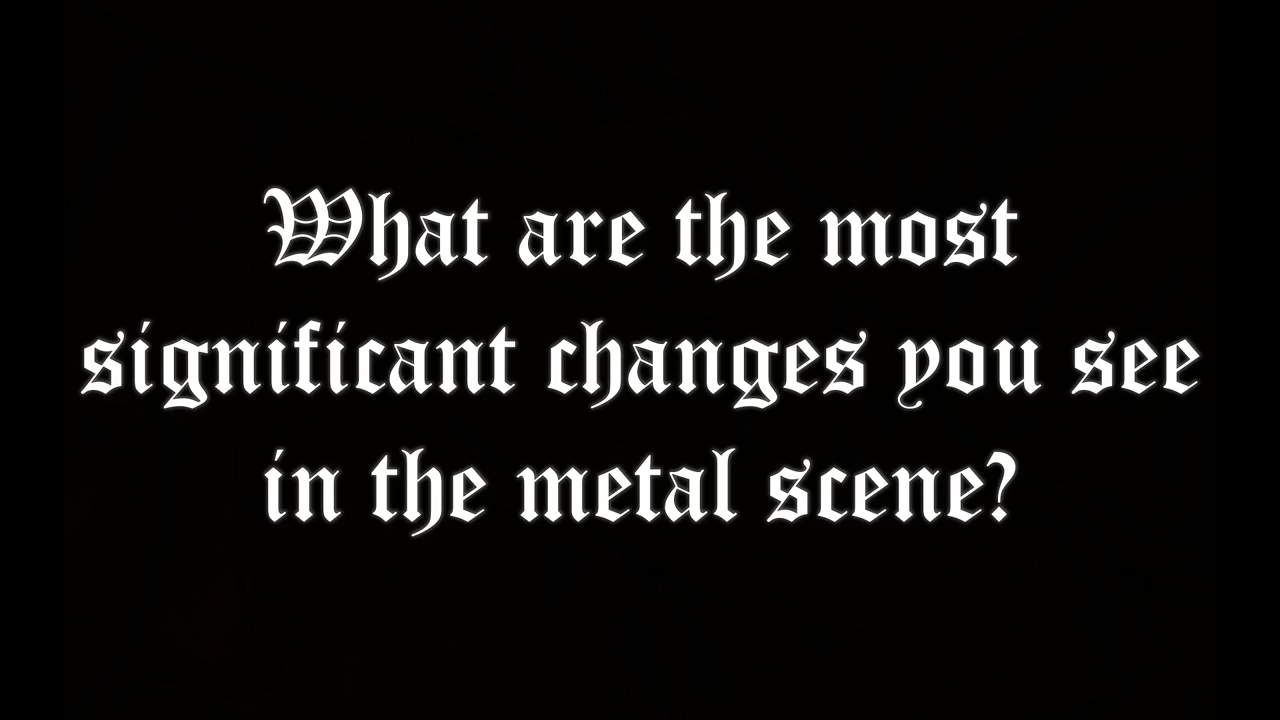 What are the most
significant changes you see
in the metal scene?